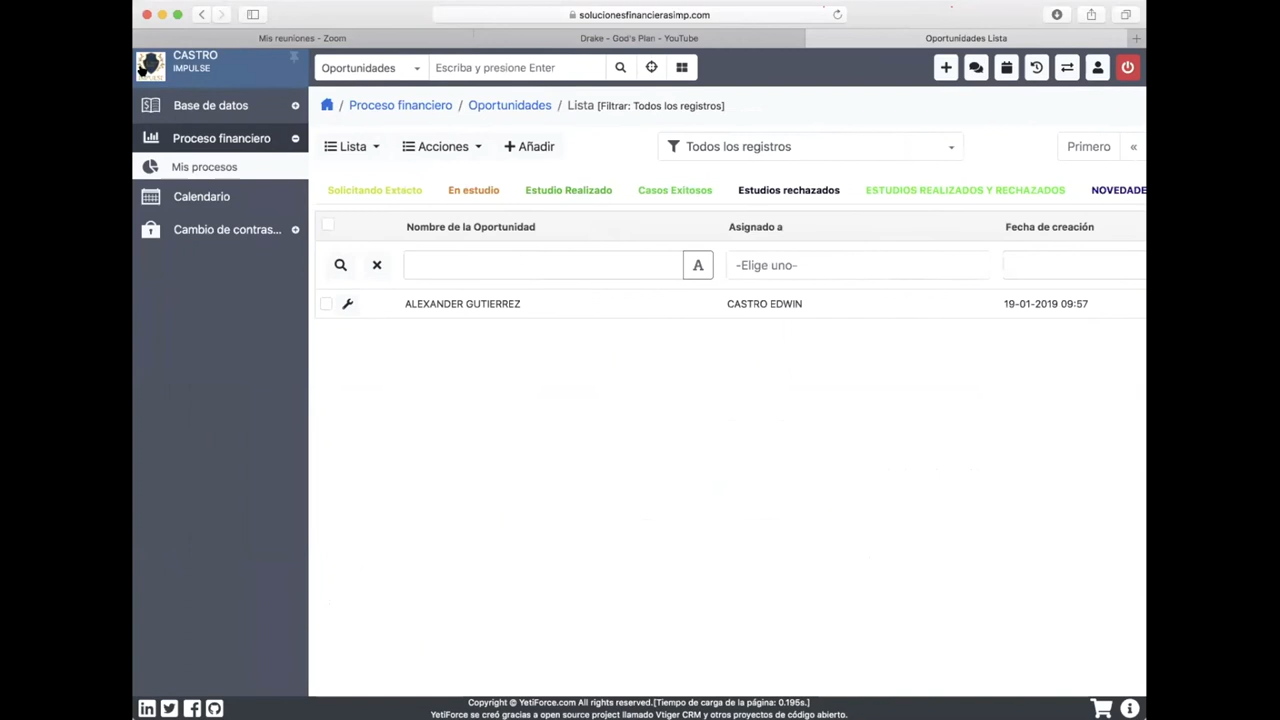 solucionesfinancierasimp.com
Mis reuniones - Zoom
Drake - God's Plan - YouTube
Oportunidades Lista
CASTRO
IMPULSE
Oportunidades
Escriba y presione Enter
Base de datos
Proceso financiero
Mis procesos
Calendario
Cambio de contras...
/ Proceso financiero / Oportunidades / Lista [Filtrar: Todos los registros]
Lista
Acciones
Añadir
Todos los registros
Primero «
Solicitando Extacto
En estudio
Estudio Realizado
Casos Exitosos
Estudios rechazados
ESTUDIOS REALIZADOS Y RECHAZADOS
NOVEDADE
Nombre de la Oportunidad
Asignado a
Fecha de creación
A
-Elige uno-
ALEXANDER GUTIERREZ
CASTRO EDWIN
19-01-2019 09:57
Copyright © YetiForce.com All rights reserved.[Tiempo de carga de la página: 0.195s.]
YetiForce se creó gracias a open source project llamado Vtiger CRM y otros proyectos de código abierto.